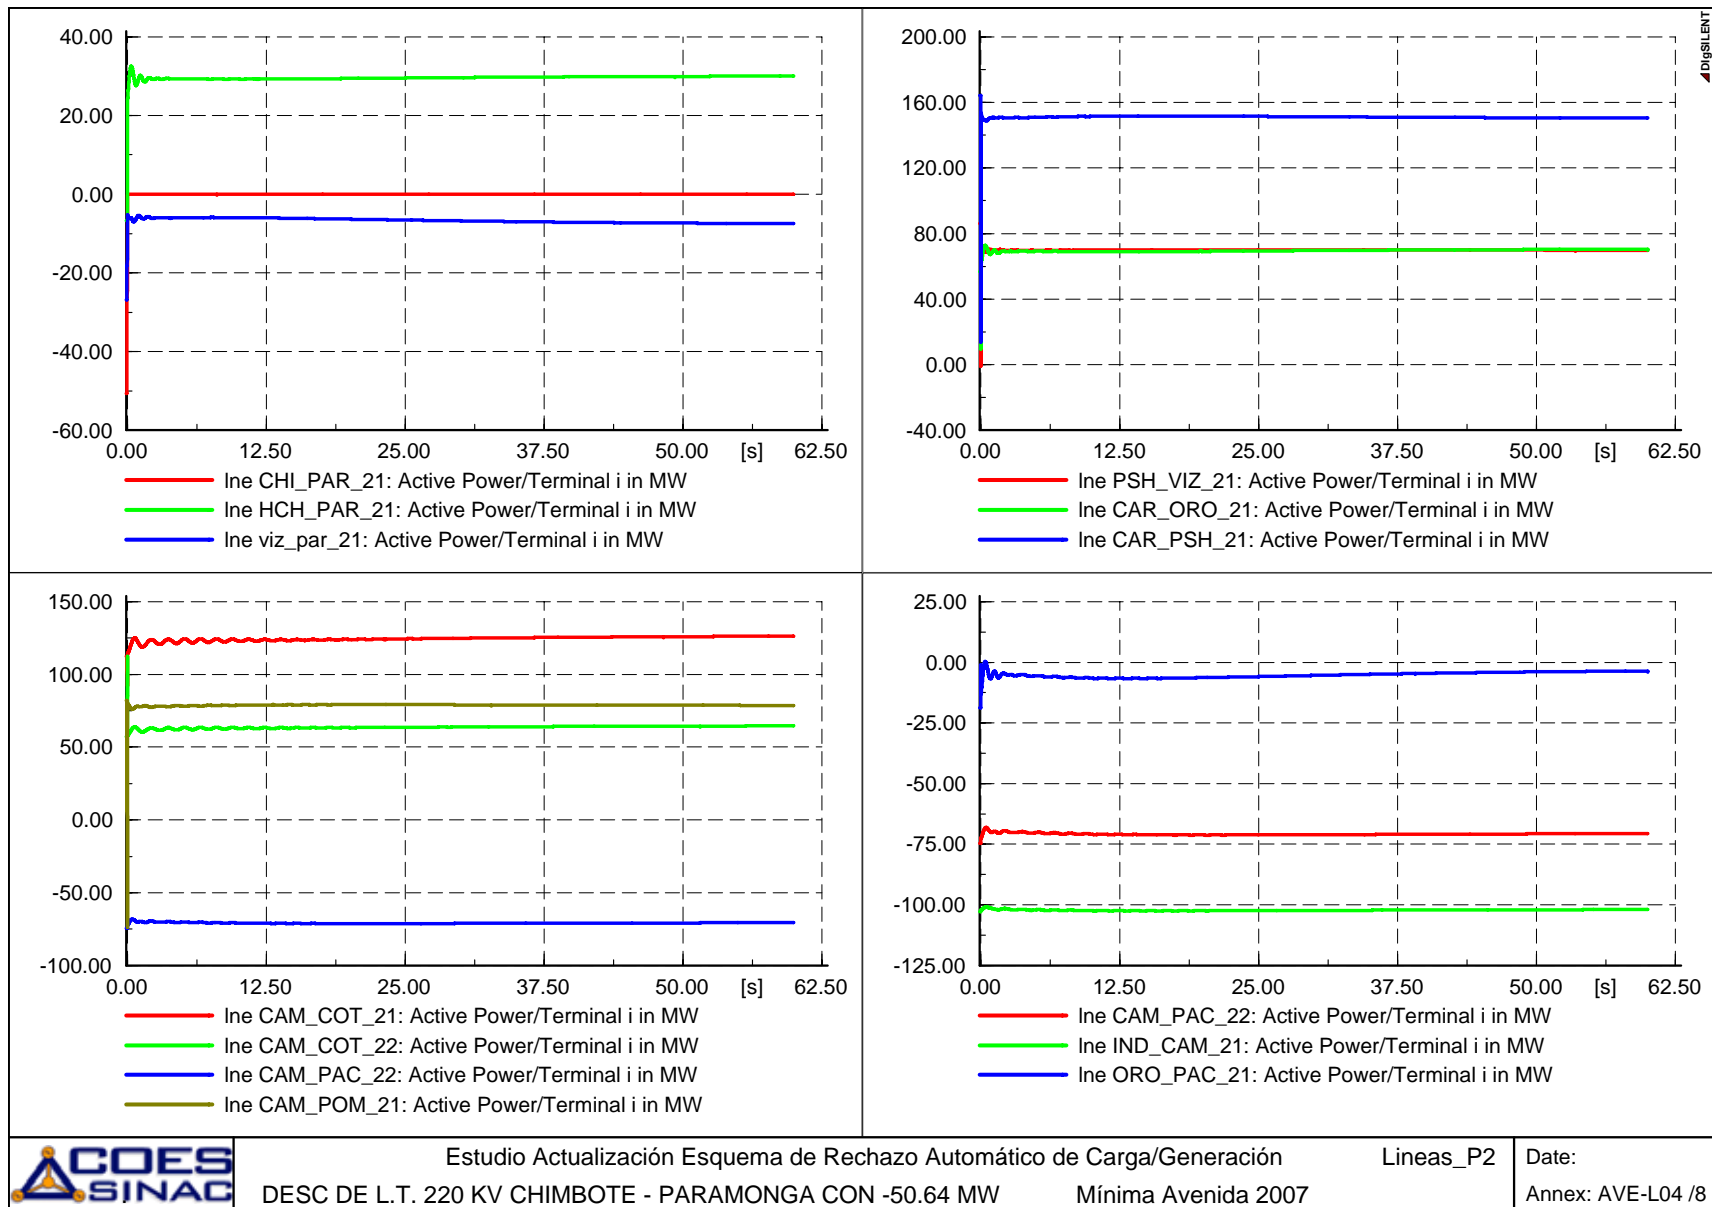 DIgSILENT
40.00
20.00
0.00
-20.00
-40.00
-60.00
0.00 12.50 25.00 37.50 50.00 [s] 62.50
lne CHI_PAR_21: Active Power/Terminal i in MW
lne HCH_PAR_21: Active Power/Terminal i in MW
lne viz_par_21: Active Power/Terminal i in MW
200.00
160.00
120.00
80.00
40.00
0.00
-40.00
0.00 12.50 25.00 37.50 50.00 [s] 62.50
lne PSH_VIZ_21: Active Power/Terminal i in MW
lne CAR_ORO_21: Active Power/Terminal i in MW
lne CAR_PSH_21: Active Power/Terminal i in MW
150.00
100.00
50.00
0.00
-50.00
-100.00
0.00 12.50 25.00 37.50 50.00 [s] 62.50
lne CAM_COT_21: Active Power/Terminal i in MW
lne CAM_COT_22: Active Power/Terminal i in MW
lne CAM_PAC_22: Active Power/Terminal i in MW
lne CAM_POM_21: Active Power/Terminal i in MW
25.00
0.00
-25.00
-50.00
-75.00
-100.00
-125.00
0.00 12.50 25.00 37.50 50.00 [s] 62.50
lne CAM_PAC_22: Active Power/Terminal i in MW
lne IND_CAM_21: Active Power/Terminal i in MW
lne ORO_PAC_21: Active Power/Terminal i in MW
COES
SINAC
Estudio Actualización Esquema de Rechazo Automático de Carga/Generación Lineas_P2
DESC DE L.T. 220 KV CHIMBOTE - PARAMONGA CON -50.64 MW Mínima Avenida 2007
Date:
Annex: AVE-L04 /8